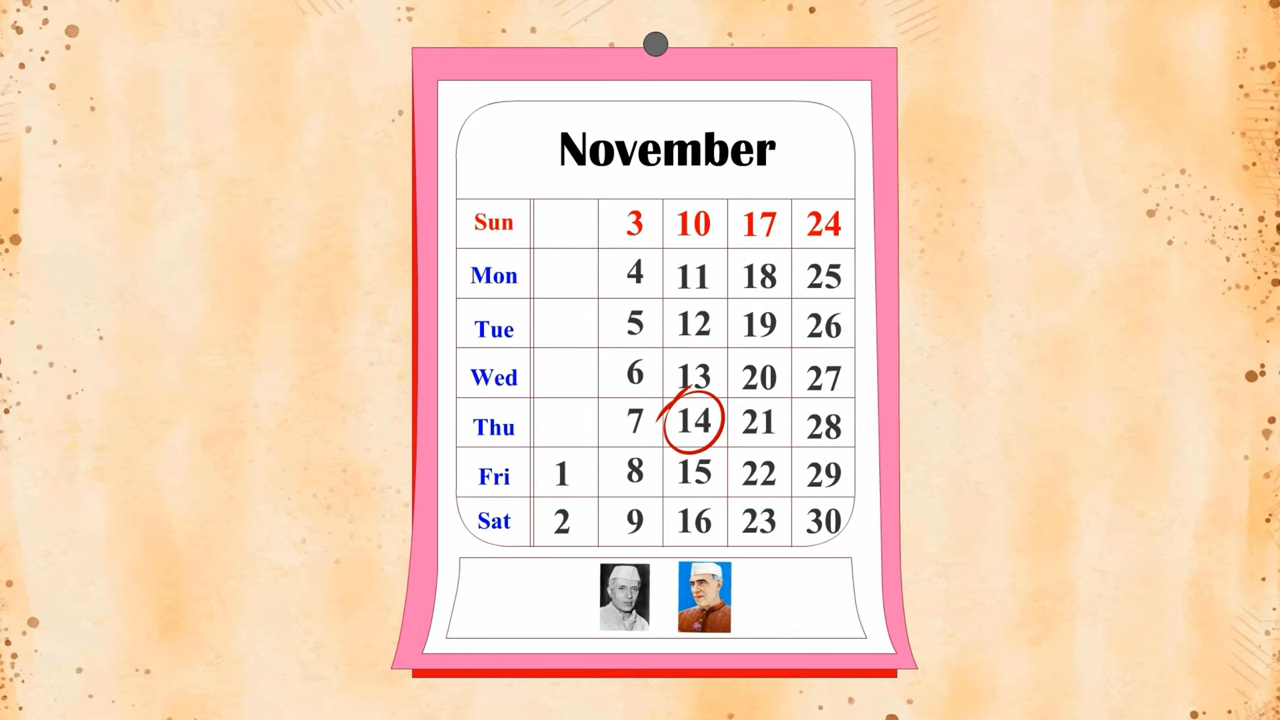 November
Sun 3 10 17 24
Mon 4 11 18 25
Tue 5 12 19 26
Wed 6 13 20 27
Thu 7 14 21 28
Fri 1 8 15 22 29
Sat 2 9 16 23 30